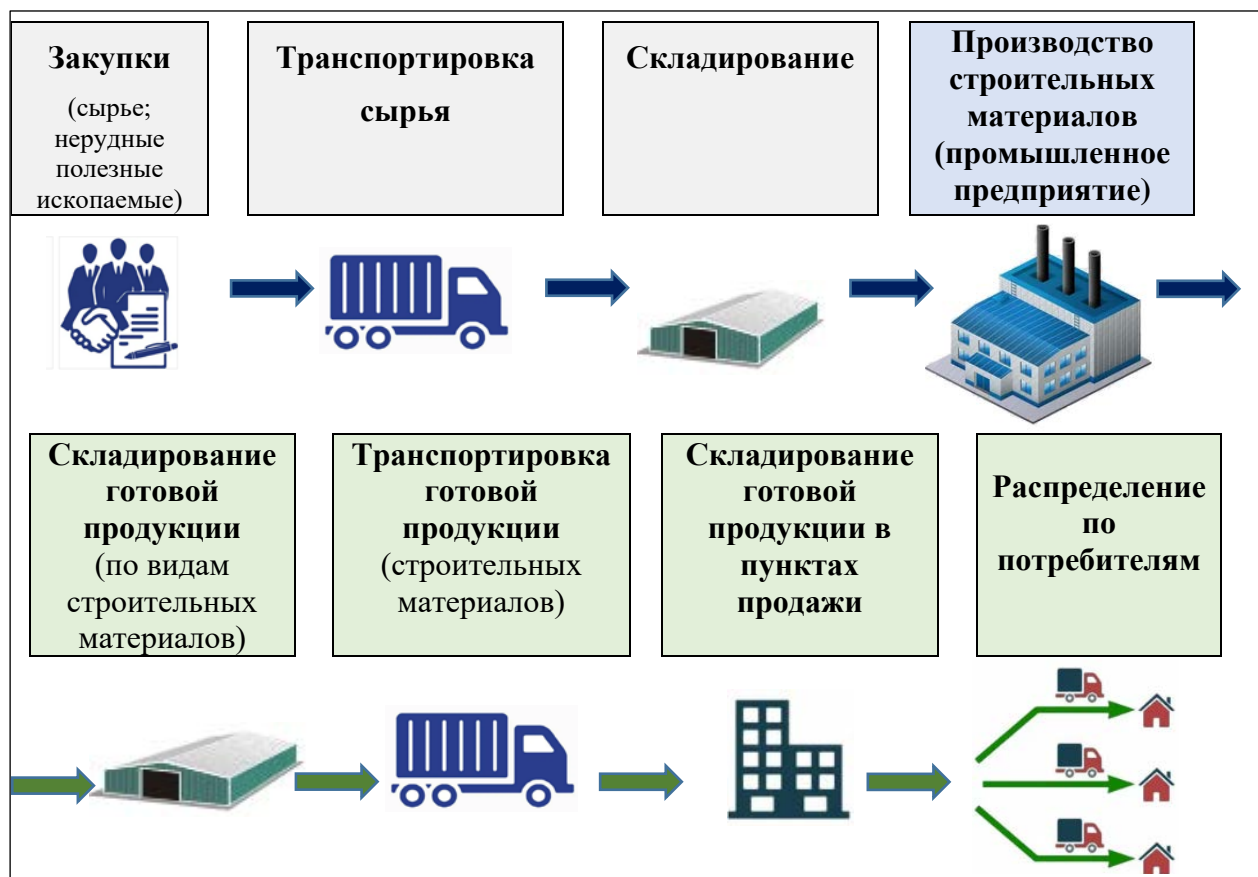 Закупки
(сырье;
нерудные
полезные
ископаемые)
Транспортировка
сырья
Складирование
Производство
строительных
материалов
(промышленное
предприятие)
Складирование
готовой
продукции
(по видам
строительных
материалов)
Транспортировка
готовой
продукции
(строительных
материалов)
Складирование
готовой
продукции в
пунктах
продажи
Распределение
по
потребителям